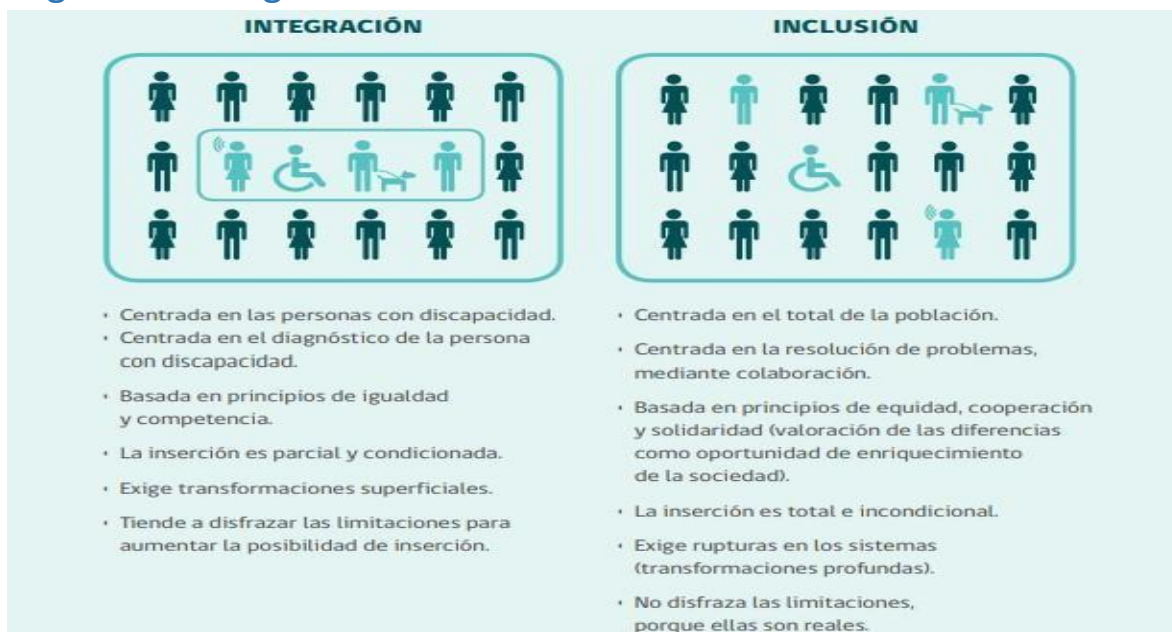 INTEGRACIÓN
• Centrada en las personas con discapacidad.
• Centrada en el diagnóstico de la persona
con discapacidad.
• Basada en principios de igualdad
y competencia.
• La inserción es parcial y condicionada.
• Exige transformaciones superficiales.
• Tiende a disfrazar las limitaciones para
aumentar la posibilidad de inserción.
INCLUSIÓN
• Centrada en el total de la población.
• Centrada en la resolución de problemas,
mediante colaboración.
• Basada en principios de equidad, cooperación
y solidaridad (valoración de las diferencias
como oportunidad de enriquecimiento
de la sociedad).
• La inserción es total e incondicional.
• Exige rupturas en los sistemas
(transformaciones profundas).
• No disfraza las limitaciones,
porque ellas son reales.